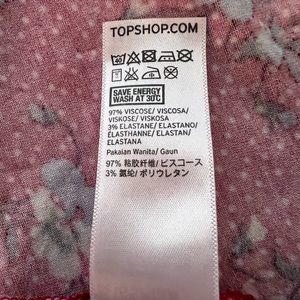 TOPSHOP.COM
SAVE ENERGY
WASH AT 30°C
97% VISCOSE/ VISCOSA/
VISKOSE/ VISKOZA
3% ELASTANE/ ELASTANO/
ELASTHANNE/ ELASTAN/
ELASTANA
Pakaian Wanita/ Gaun
97% 粘胶纤维/ ビスコース
3% 氨纶/ ポリウレタン